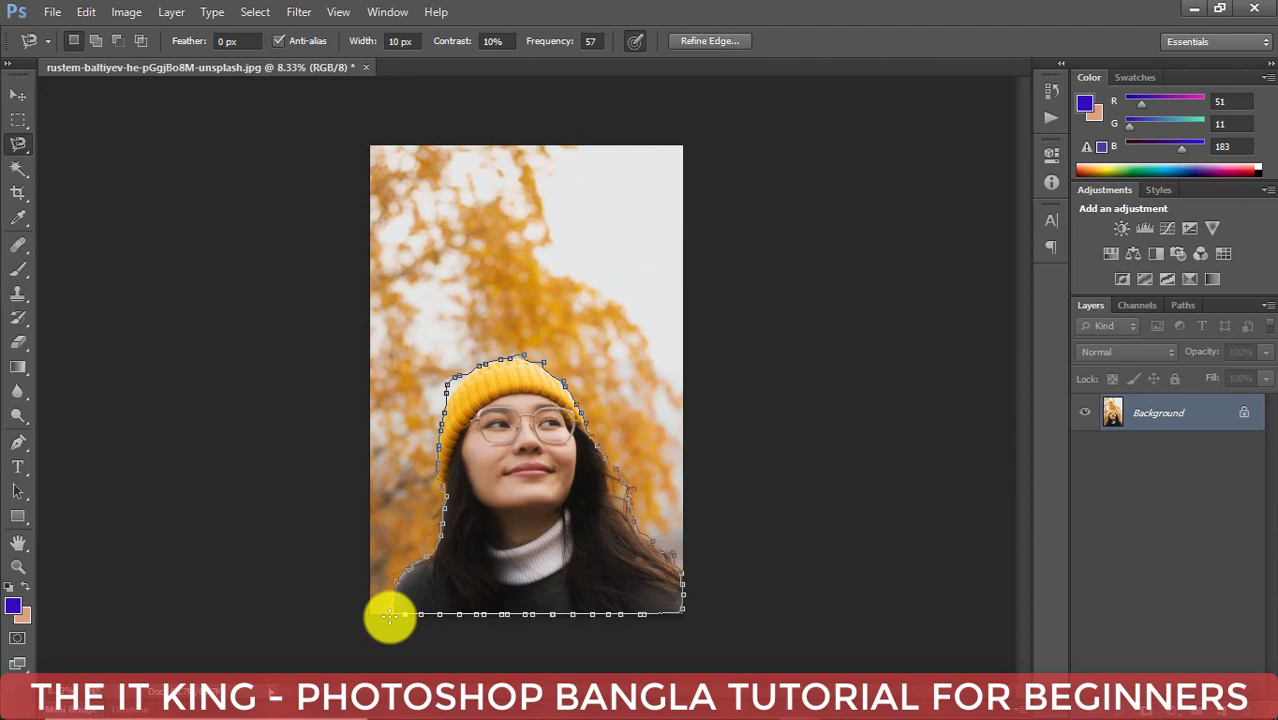 Ps File Edit Image Layer Type Select Filter View Window Help
Feather: 0 px Anti-alias Width: 10 px Contrast: 10% Frequency: 57 Refine Edge... Essentials
rustem-baltiyev-he-pGgjBo8M-unsplash.jpg @ 8.33% (RGB/8) * ×
Color Swatches
R 51
G 11
B 183
Adjustments Styles
Add an adjustment
Layers Channels Paths
Kind
Normal Opacity: 100%
Lock: Fill: 100%
Background
THE IT KING - PHOTOSHOP BANGLA TUTORIAL FOR BEGINNERS